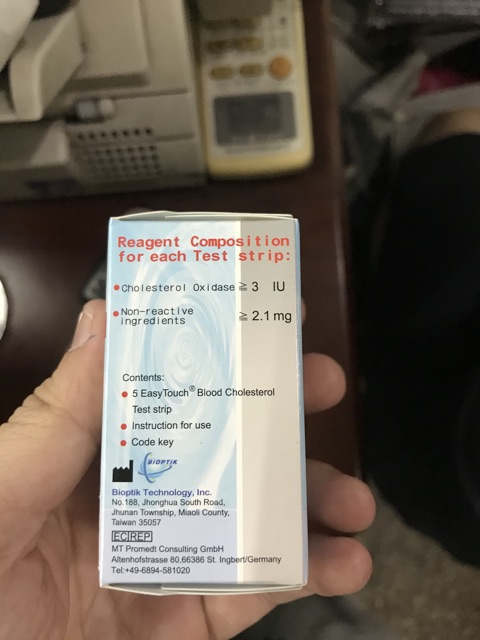 Reagent Composition
for each Test strip:
Cholesterol Oxidase ≧ 3 IU
Non-reactive
ingredients ≧ 2.1 mg
Contents:
5 EasyTouch® Blood Cholesterol
Test strip
Instruction for use
Code key
BIOPTIK
Bioptik Technology, Inc.
No.188, Jhonghua South Road,
Jhunan Township, Miaoli County,
Taiwan 35057
EC REP
MT Promedt Consulting GmbH
Altenhofstrasse 80,66386 St. Ingbert/Germany
Tel:+49-6894-581020